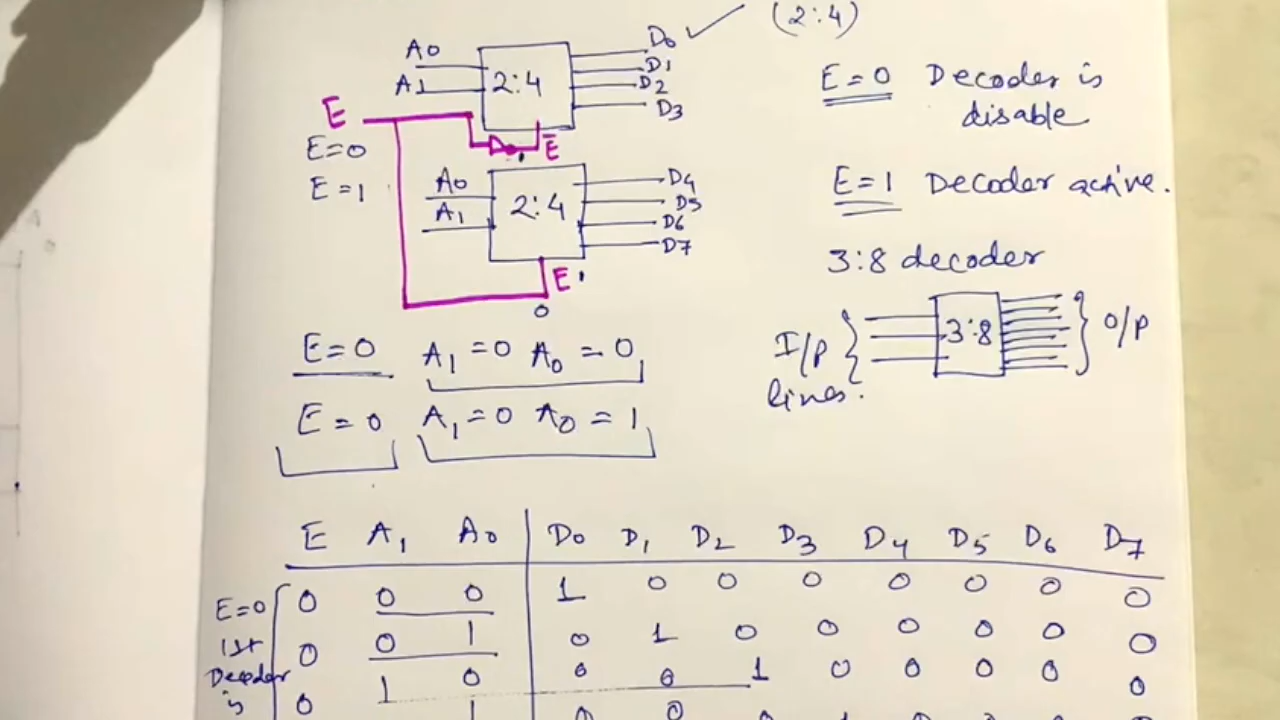 (2:4)
A0 D0
A1 2:4 D1
D2
D3
E Ē
E=0
E=1
A0 D4
A1 2:4 D5
D6
D7
E
0
E=0 Decoder is
disable
E=1 Decoder active.
3:8 decoder
I/P 3:8 O/P
lines.
E=0 A1=0 A0=0
E=0 A1=0 A0=1
E A1 A0 D0 D1 D2 D3 D4 D5 D6 D7
E=0 0 0 0 1 0 0 0 0 0 0 0
1st 0 0 1 0 1 0 0 0 0 0 0
Decoder 0 1 0 0 0 1 0 0 0 0 0
is 0 1 0 0